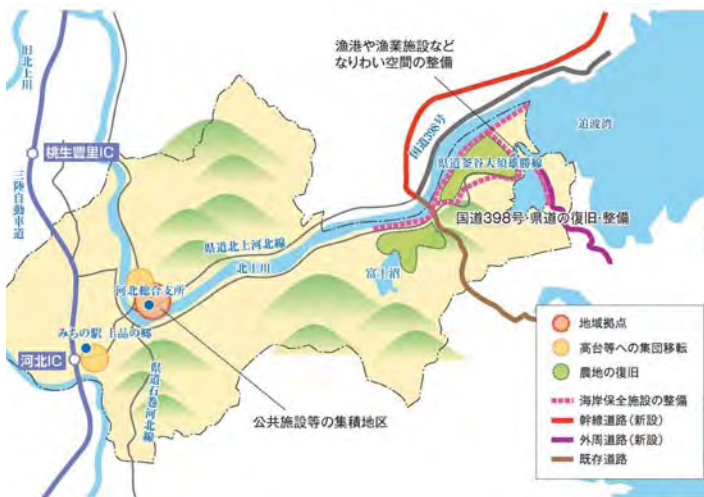 漁港や漁業施設など
なりわい空間の整備
旧北上川
桃生豊里IC
三陸自動車道
国道398号
追波湾
県道釜谷大須雄勝線
国道398号・県道の復旧・整備
県道北上河北線
北上川
富士沼
河北総合支所
みちの駅 上品の郷
河北IC
県道石巻河北線
公共施設等の集積地区
地域拠点
高台等への集団移転
農地の復旧
海岸保全施設の整備
幹線道路(新設)
外周道路(新設)
既存道路